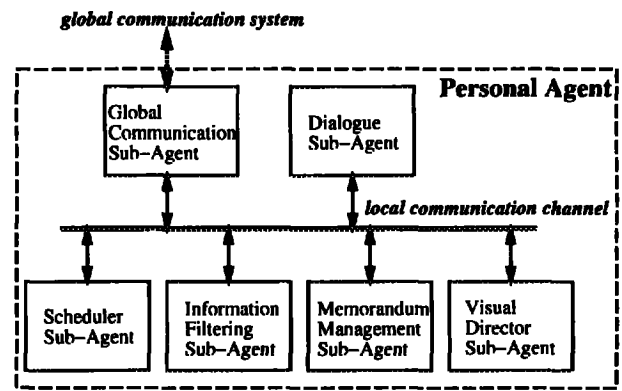 global communication system
Personal Agent
Global
Communication
Sub-Agent
Dialogue
Sub-Agent
local communication channel
Scheduler
Sub-Agent
Information
Filtering
Sub-Agent
Memorandum
Management
Sub-Agent
Visual
Director
Sub-Agent